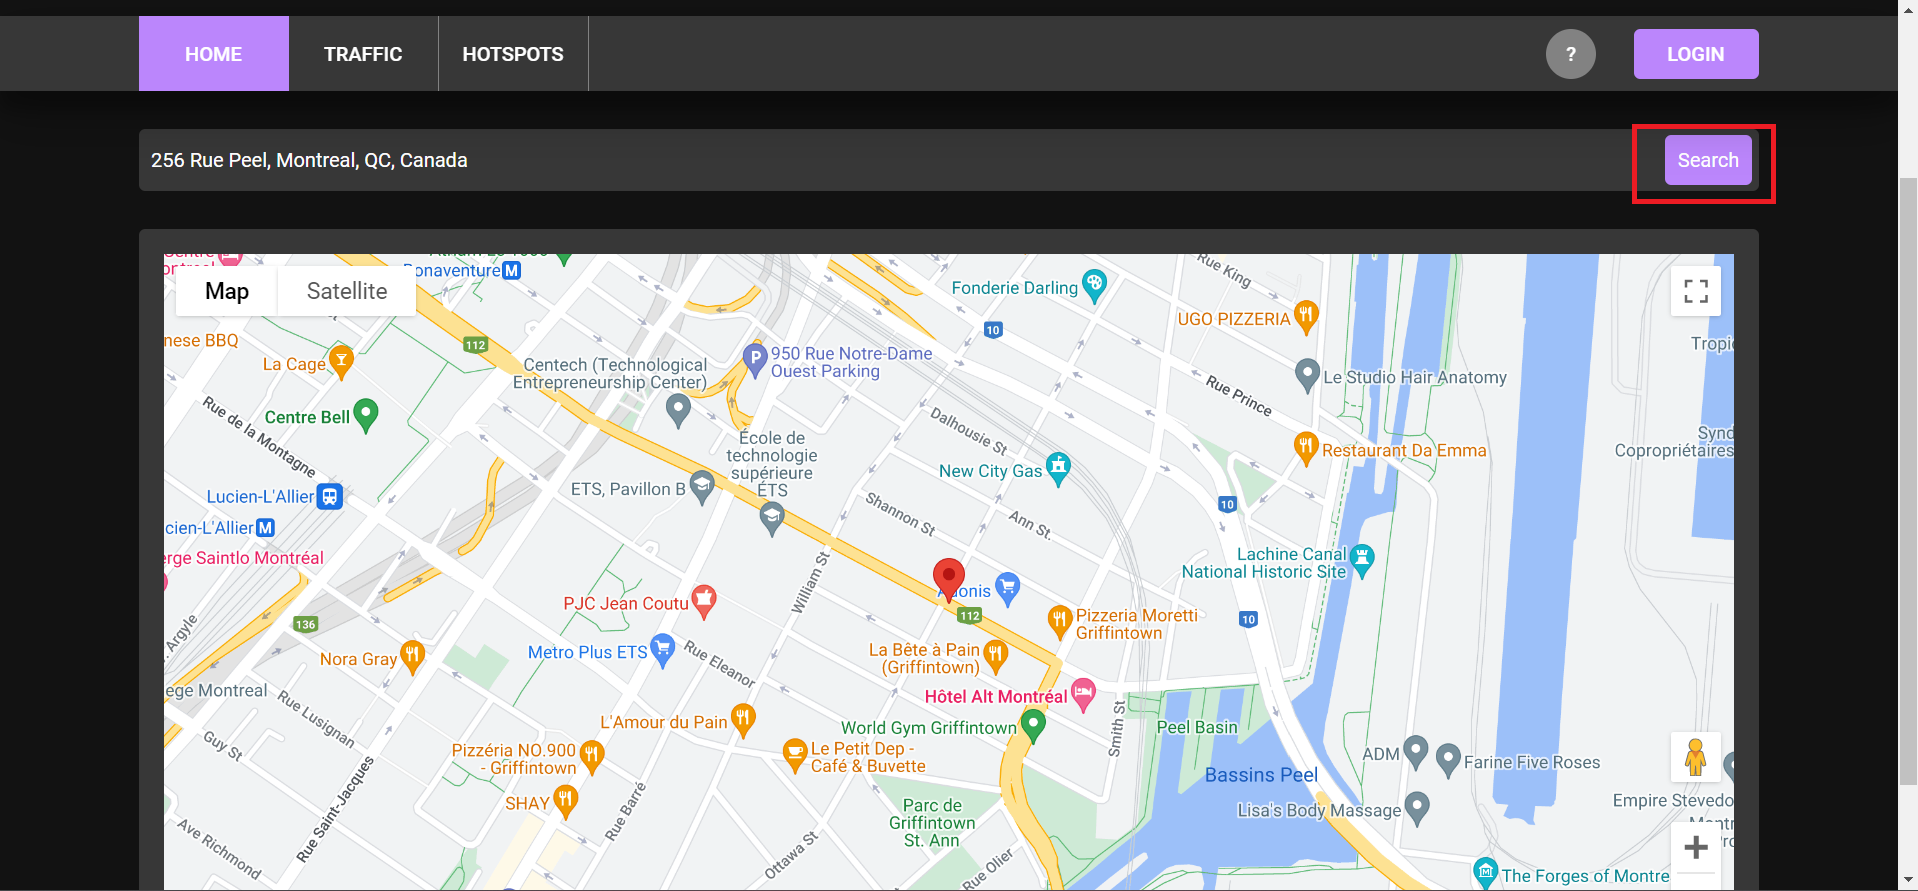 HOME
TRAFFIC
HOTSPOTS
?
LOGIN
256 Rue Peel, Montreal, QC, Canada
Search
Bonaventure M
Map
Satellite
Fonderie Darling
Rue King
UGO PIZZERIA
10
nese BBQ
112
La Cage
Centech (Technological
Entrepreneurship Center)
P
950 Rue Notre-Dame
Ouest Parking
Tropic
Le Studio Hair Anatomy
Rue Prince
Rue de la Montagne
Centre Bell
Dalhousie St
École de
technologie
supérieure
ÉTS
Synd
Copropriétaires
Restaurant Da Emma
New City Gas
ETS, Pavillon B
Lucien-L'Allier
Shannon St
Ann St.
10
cien-L'Allier M
erge Saintlo Montréal
Lachine Canal
National Historic Site
William St
Adonis
PJC Jean Coutu
112
Pizzeria Moretti
Griffintown
10
136
Argyle
Nora Gray
Metro Plus ETS
Rue Eleanor
La Bête à Pain
(Griffintown)
ege Montreal
Rue Lusignan
Hôtel Alt Montréal
L'Amour du Pain
World Gym Griffintown
Smith St
Peel Basin
Guy St
Pizzéria NO.900
- Griffintown
Le Petit Dep -
Café & Buvette
ADM
Farine Five Roses
Bassins Peel
Rue Saint-Jacques
SHAY
Rue Barré
Parc de
Griffintown
St. Ann
Lisa's Body Massage
Empire Stevedo
Ave Richmond
Ottawa St
Rue Olier
The Forges of Montre